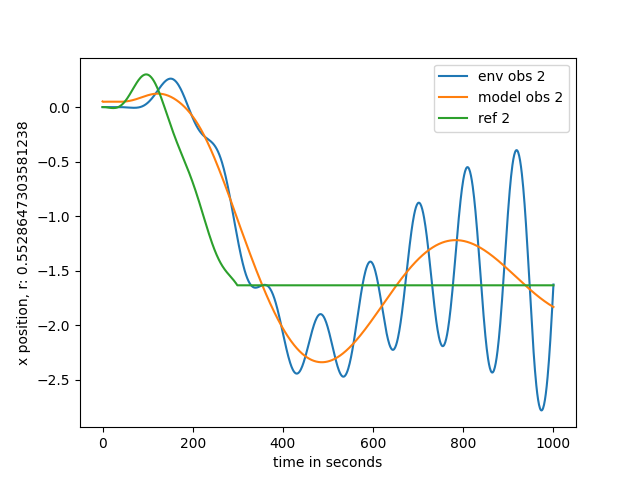 env obs 2
model obs 2
ref 2
0.0
−0.5
−1.0
−1.5
−2.0
−2.5
x position, r: 0.5528647303581238
0 200 400 600 800 1000
time in seconds